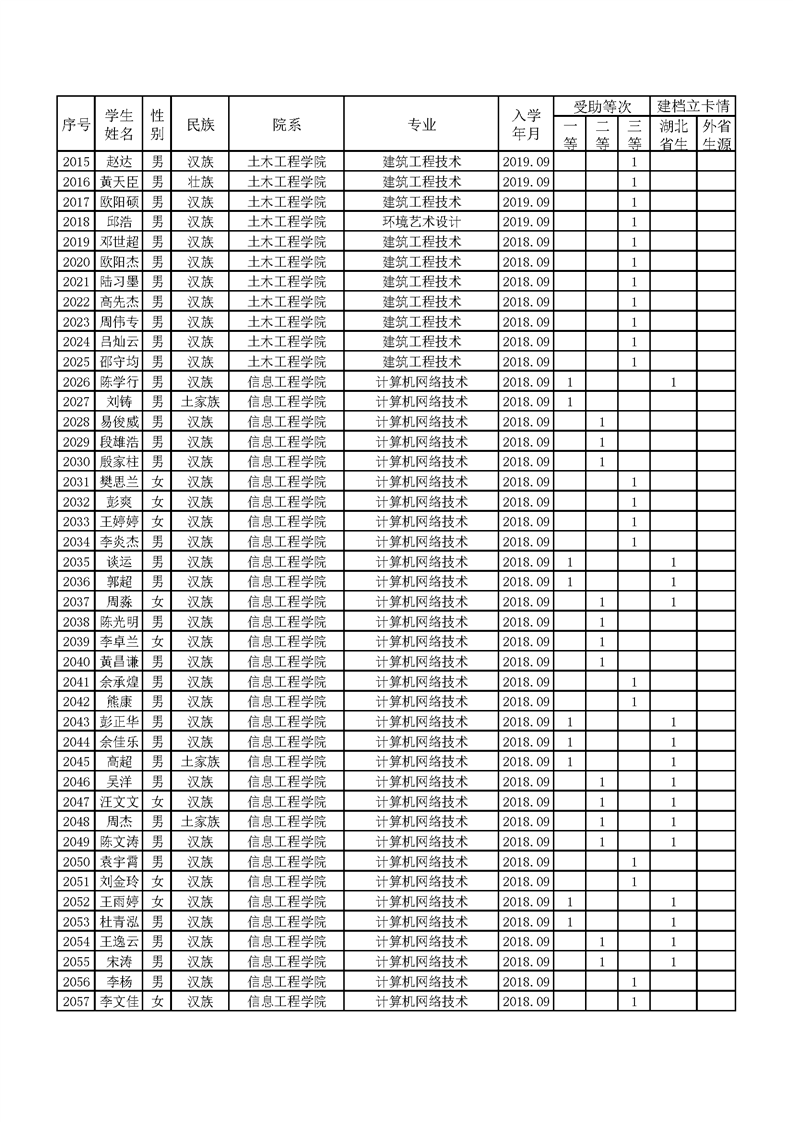 序号 学生姓名 性别 民族 院系 专业 入学年月 受助等次 建档立卡情
一等 二等 三等 湖北省生 外省生源
2015 赵达 男 汉族 土木工程学院 建筑工程技术 2019.09 1
2016 黄天臣 男 壮族 土木工程学院 建筑工程技术 2019.09 1
2017 欧阳硕 男 汉族 土木工程学院 建筑工程技术 2019.09 1
2018 邱浩 男 汉族 土木工程学院 环境艺术设计 2019.09 1
2019 邓世超 男 汉族 土木工程学院 建筑工程技术 2018.09 1
2020 欧阳杰 男 汉族 土木工程学院 建筑工程技术 2018.09 1
2021 陆习墨 男 汉族 土木工程学院 建筑工程技术 2018.09 1
2022 高先杰 男 汉族 土木工程学院 建筑工程技术 2018.09 1
2023 周伟专 男 汉族 土木工程学院 建筑工程技术 2018.09 1
2024 吕灿云 男 汉族 土木工程学院 建筑工程技术 2018.09 1
2025 邵守均 男 汉族 土木工程学院 建筑工程技术 2018.09 1
2026 陈学行 男 汉族 信息工程学院 计算机网络技术 2018.09 1 1
2027 刘铸 男 土家族 信息工程学院 计算机网络技术 2018.09 1
2028 易俊威 男 汉族 信息工程学院 计算机网络技术 2018.09 1
2029 段雄浩 男 汉族 信息工程学院 计算机网络技术 2018.09 1
2030 殷家柱 男 汉族 信息工程学院 计算机网络技术 2018.09 1
2031 樊思兰 女 汉族 信息工程学院 计算机网络技术 2018.09 1
2032 彭爽 女 汉族 信息工程学院 计算机网络技术 2018.09 1
2033 王婷婷 女 汉族 信息工程学院 计算机网络技术 2018.09 1
2034 李炎杰 男 汉族 信息工程学院 计算机网络技术 2018.09 1
2035 谈运 男 汉族 信息工程学院 计算机网络技术 2018.09 1 1
2036 郭超 男 汉族 信息工程学院 计算机网络技术 2018.09 1 1
2037 周淼 女 汉族 信息工程学院 计算机网络技术 2018.09 1 1
2038 陈光明 男 汉族 信息工程学院 计算机网络技术 2018.09 1
2039 李卓兰 女 汉族 信息工程学院 计算机网络技术 2018.09 1
2040 黄昌谦 男 汉族 信息工程学院 计算机网络技术 2018.09 1
2041 余承煌 男 汉族 信息工程学院 计算机网络技术 2018.09 1
2042 熊康 男 汉族 信息工程学院 计算机网络技术 2018.09 1
2043 彭正华 男 汉族 信息工程学院 计算机网络技术 2018.09 1 1
2044 余佳乐 男 汉族 信息工程学院 计算机网络技术 2018.09 1 1
2045 高超 男 土家族 信息工程学院 计算机网络技术 2018.09 1 1
2046 吴洋 男 汉族 信息工程学院 计算机网络技术 2018.09 1 1
2047 汪文文 女 汉族 信息工程学院 计算机网络技术 2018.09 1 1
2048 周杰 男 土家族 信息工程学院 计算机网络技术 2018.09 1 1
2049 陈文涛 男 汉族 信息工程学院 计算机网络技术 2018.09 1 1
2050 袁宇霄 男 汉族 信息工程学院 计算机网络技术 2018.09 1
2051 刘金玲 女 汉族 信息工程学院 计算机网络技术 2018.09 1
2052 王雨婷 女 汉族 信息工程学院 计算机网络技术 2018.09 1 1
2053 杜青泓 男 汉族 信息工程学院 计算机网络技术 2018.09 1 1
2054 王逸云 男 汉族 信息工程学院 计算机网络技术 2018.09 1 1
2055 宋涛 男 汉族 信息工程学院 计算机网络技术 2018.09 1 1
2056 李杨 男 汉族 信息工程学院 计算机网络技术 2018.09 1
2057 李文佳 女 汉族 信息工程学院 计算机网络技术 2018.09 1